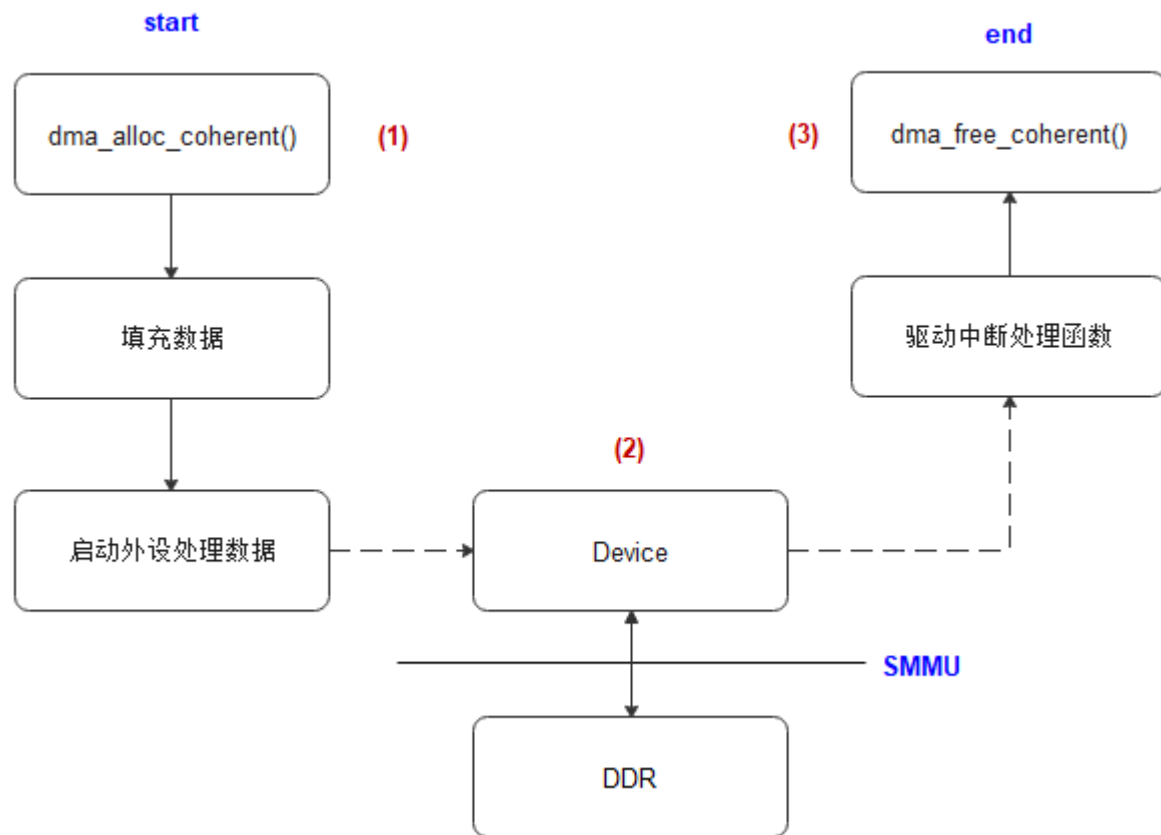 start
end
dma_alloc_coherent()
(1)
(3)
dma_free_coherent()
填充数据
驱动中断处理函数
(2)
启动外设处理数据
Device
SMMU
DDR